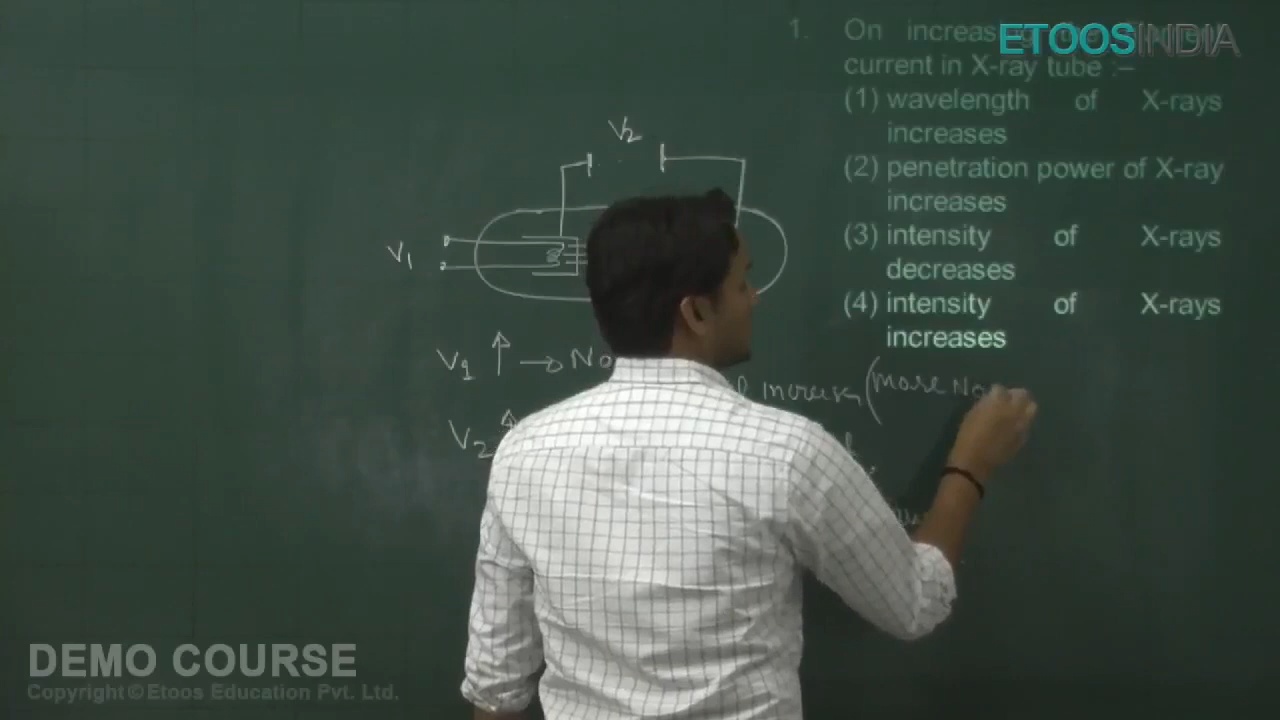 1. On increasing current in X-ray tube :–
(1) wavelength of X-rays increases
(2) penetration power of X-ray increases
(3) intensity of X-rays decreases
(4) intensity of X-rays increases
ETOOSINDIA
V2
V1
V1 ↑ → No
increases (more No
V2 ↑
DEMO COURSE
Copyright©Etoos Education Pvt. Ltd.